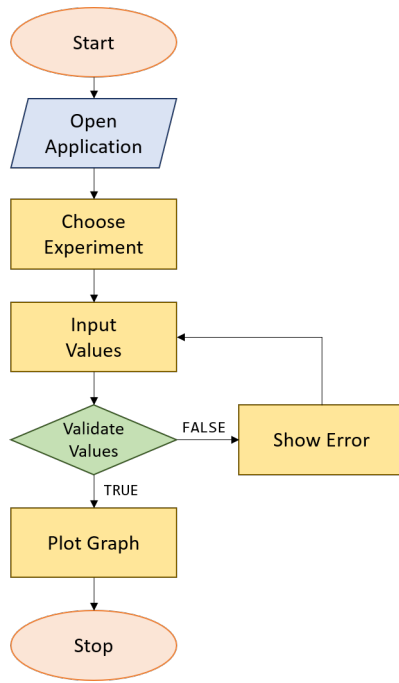 Start
Open
Application
Choose
Experiment
Input
Values
Validate
Values
FALSE
Show Error
TRUE
Plot Graph
Stop